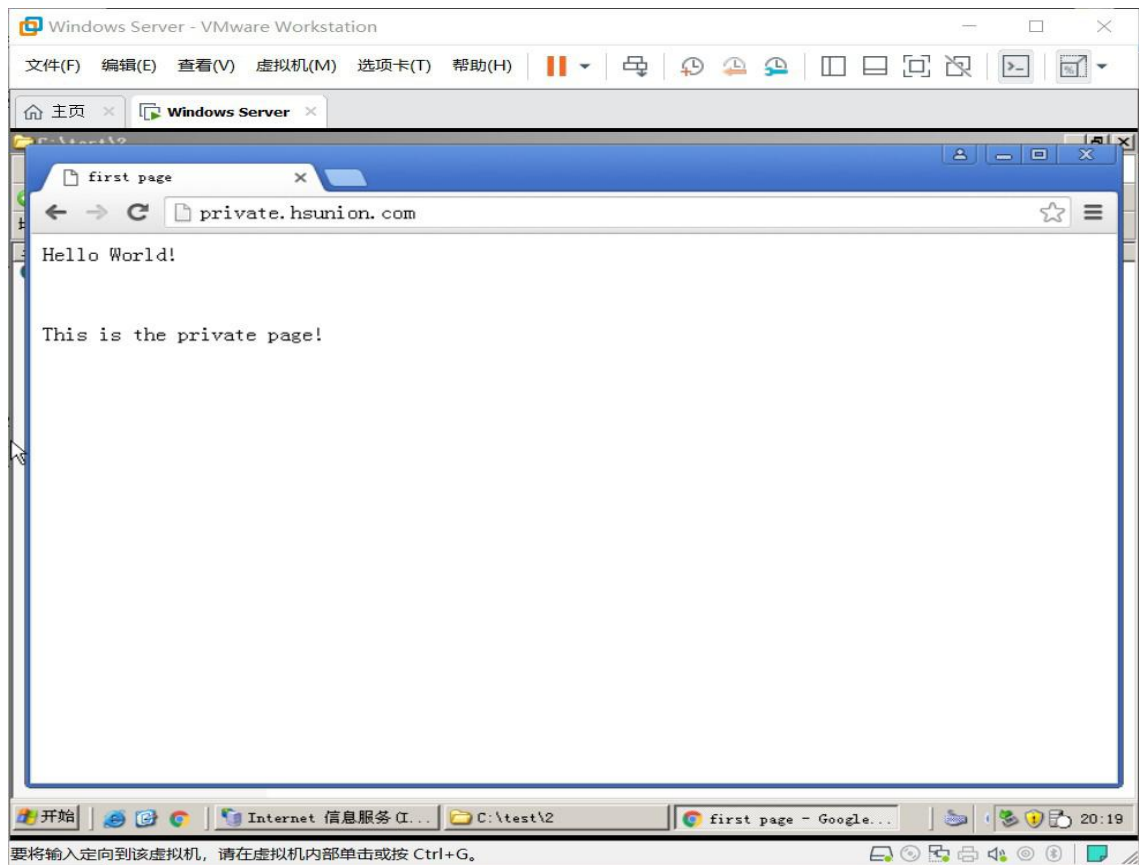 Windows Server - VMware Workstation
文件(F) 编辑(E) 查看(V) 虚拟机(M) 选项卡(T) 帮助(H)
主页 Windows Server
C:\test\2
first page
private.hsunion.com
Hello World!
This is the private page!
开始 Internet 信息服务(I... C:\test\2 first page - Google... 20:19
要将输入定向到该虚拟机，请在虚拟机内部单击或按 Ctrl+G。